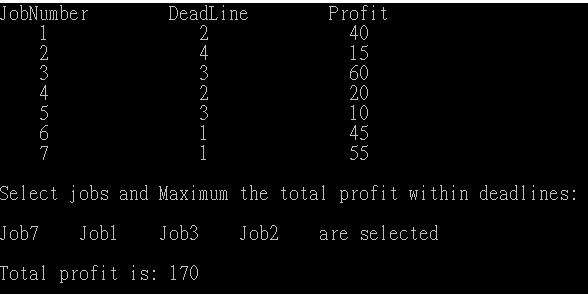 JobNumber DeadLine Profit
1 2 40
2 4 15
3 3 60
4 2 20
5 3 10
6 1 45
7 1 55
Select jobs and Maximum the total profit within deadlines:
Job7 Job1 Job3 Job2 are selected
Total profit is: 170